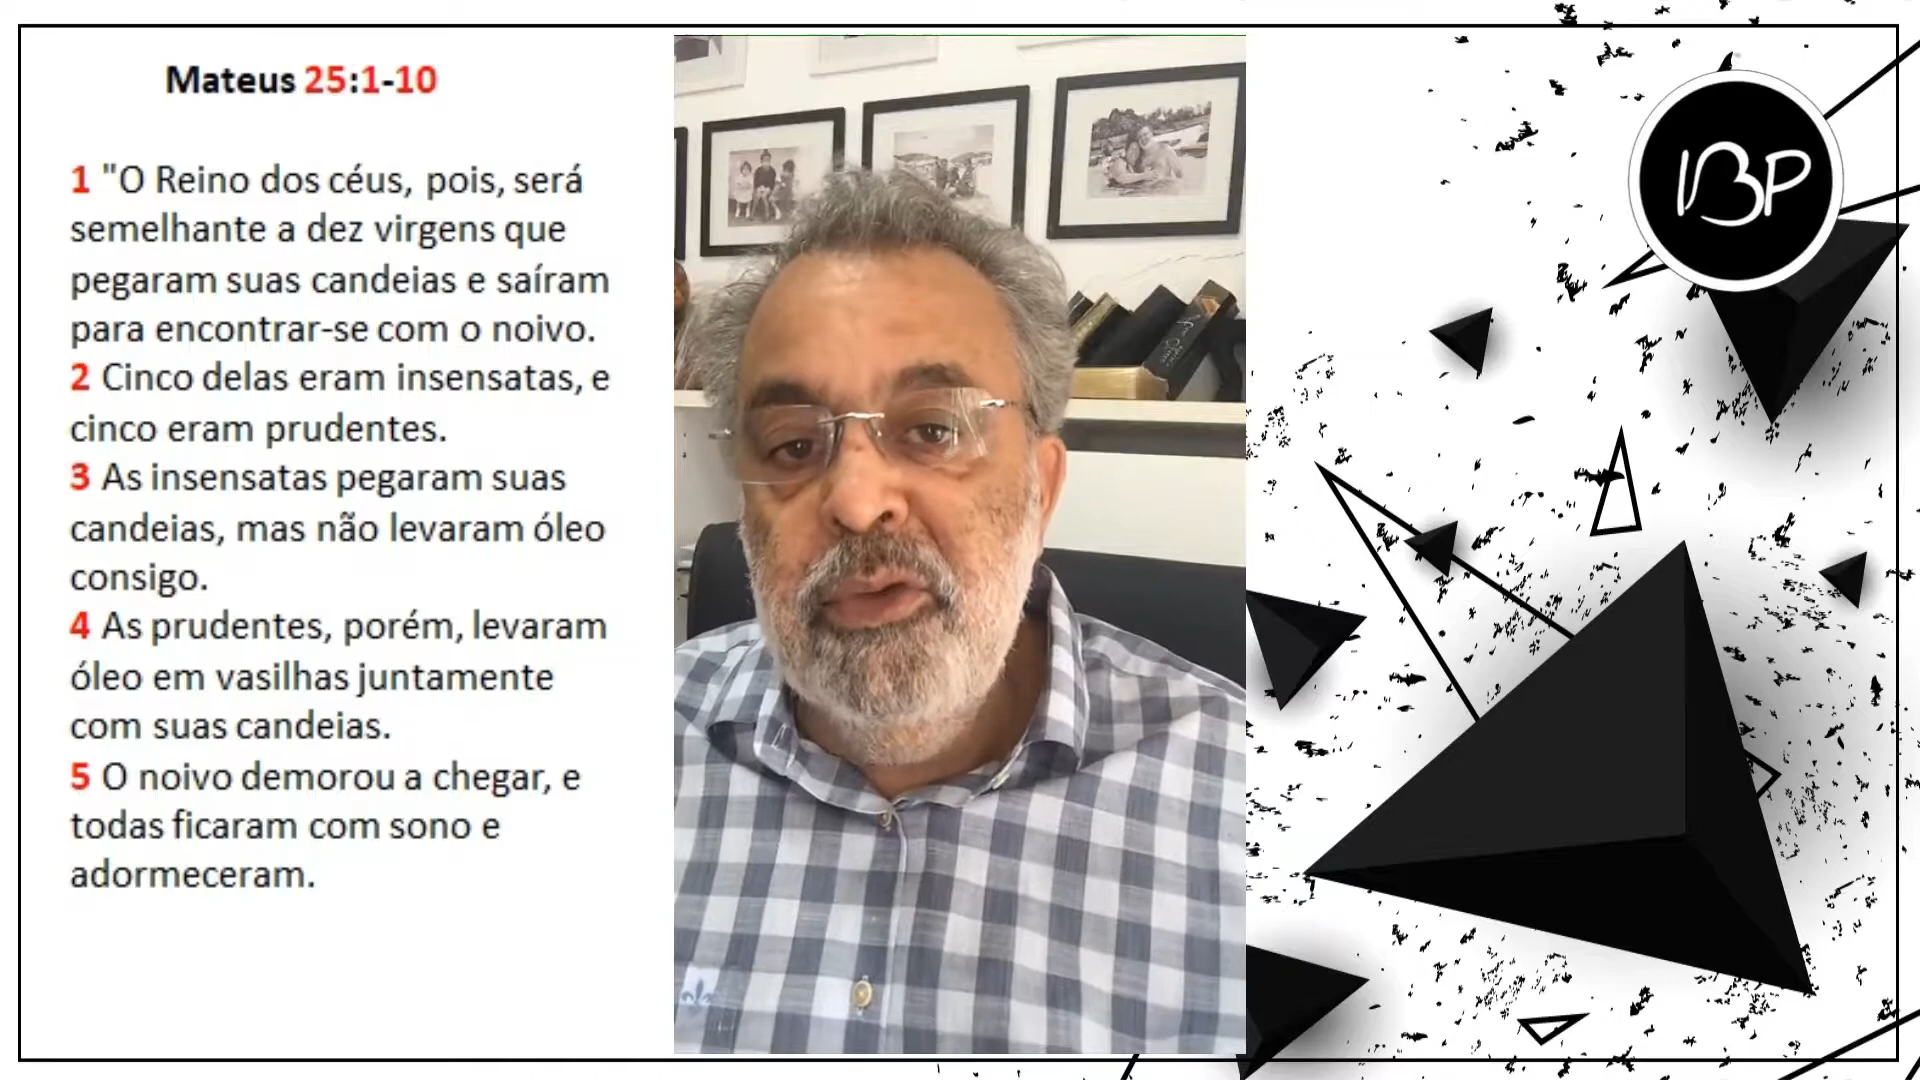 Mateus 25:1-10
1 "O Reino dos céus, pois, será
semelhante a dez virgens que
pegaram suas candeias e saíram
para encontrar-se com o noivo.
2 Cinco delas eram insensatas, e
cinco eram prudentes.
3 As insensatas pegaram suas
candeias, mas não levaram óleo
consigo.
4 As prudentes, porém, levaram
óleo em vasilhas juntamente
com suas candeias.
5 O noivo demorou a chegar, e
todas ficaram com sono e
adormeceram.
IBP